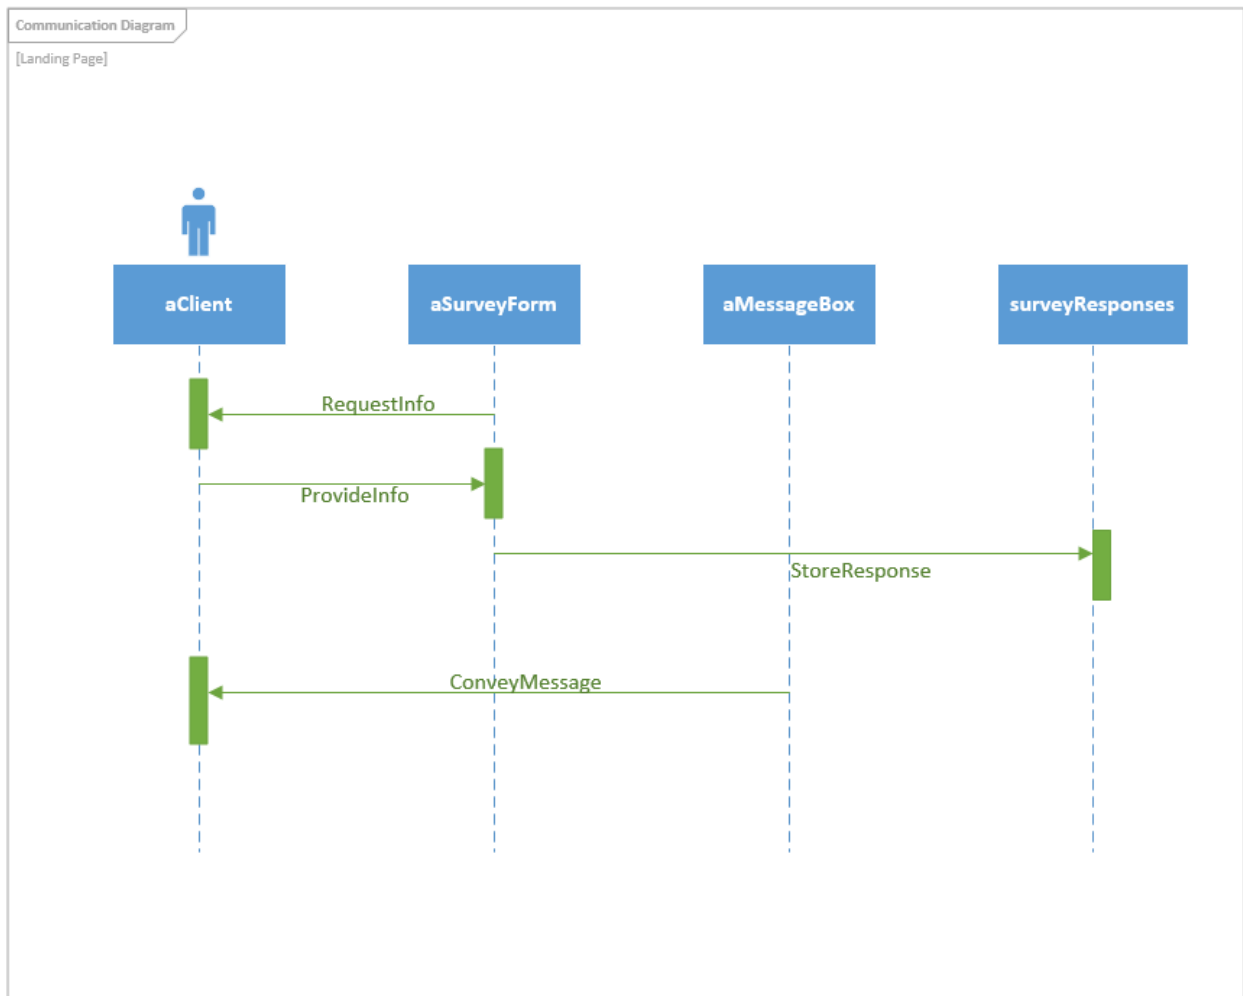 Communication Diagram
[Landing Page]
aClient
aSurveyForm
aMessageBox
surveyResponses
RequestInfo
ProvideInfo
StoreResponse
ConveyMessage